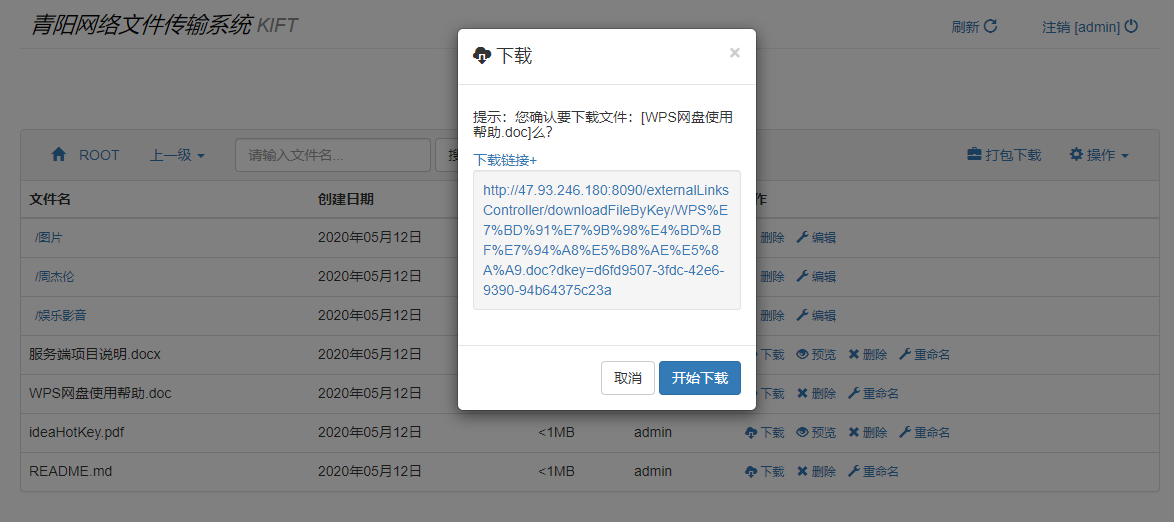 青阳网络文件传输系统 KIFT
刷新
注销 [admin]
下载
×
提示：您确认要下载文件：[WPS网盘使用
帮助.doc]么？
下载链接+
http://47.93.246.180:8090/externalLinks
Controller/downloadFileByKey/WPS%E
7%BD%91%E7%9B%98%E4%BD%B
F%E7%94%A8%E5%B8%AE%E5%8
A%A9.doc?dkey=d6fd9507-3fdc-42e6-
9390-94b64375c23a
取消 开始下载
ROOT 上一级 请输入文件名... 打包下载 操作
文件名 创建日期
/图片 2020年05月12日 删除 编辑
/周杰伦 2020年05月12日 删除 编辑
/娱乐影音 2020年05月12日 删除 编辑
服务端项目说明.docx 2020年05月12日 下载 预览 删除 重命名
WPS网盘使用帮助.doc 2020年05月12日 下载 删除 重命名
ideaHotKey.pdf 2020年05月12日 <1MB admin 下载 预览 删除 重命名
README.md 2020年05月12日 <1MB admin 下载 删除 重命名